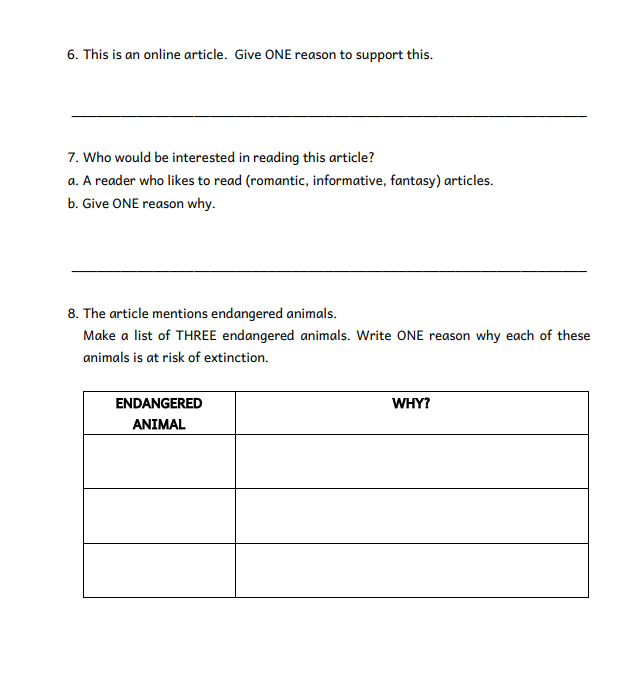 6. This is an online article. Give ONE reason to support this.
7. Who would be interested in reading this article?
a. A reader who likes to read (romantic, informative, fantasy) articles.
b. Give ONE reason why.
8. The article mentions endangered animals.
Make a list of THREE endangered animals. Write ONE reason why each of these
animals is at risk of extinction.
ENDANGERED
ANIMAL
WHY?